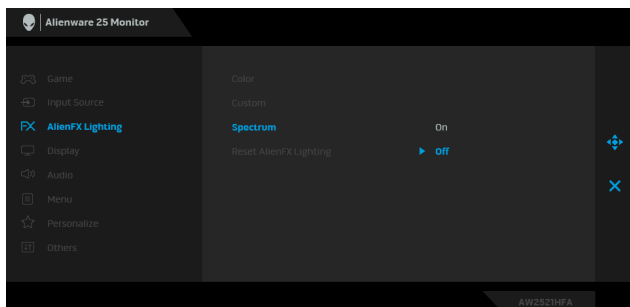 Alienware 25 Monitor
Game
Input Source
FX AlienFX Lighting
Display
Audio
Menu
Personalize
Others
Color
Custom
Spectrum On
Reset AlienFX Lighting Off
AW2521HFA